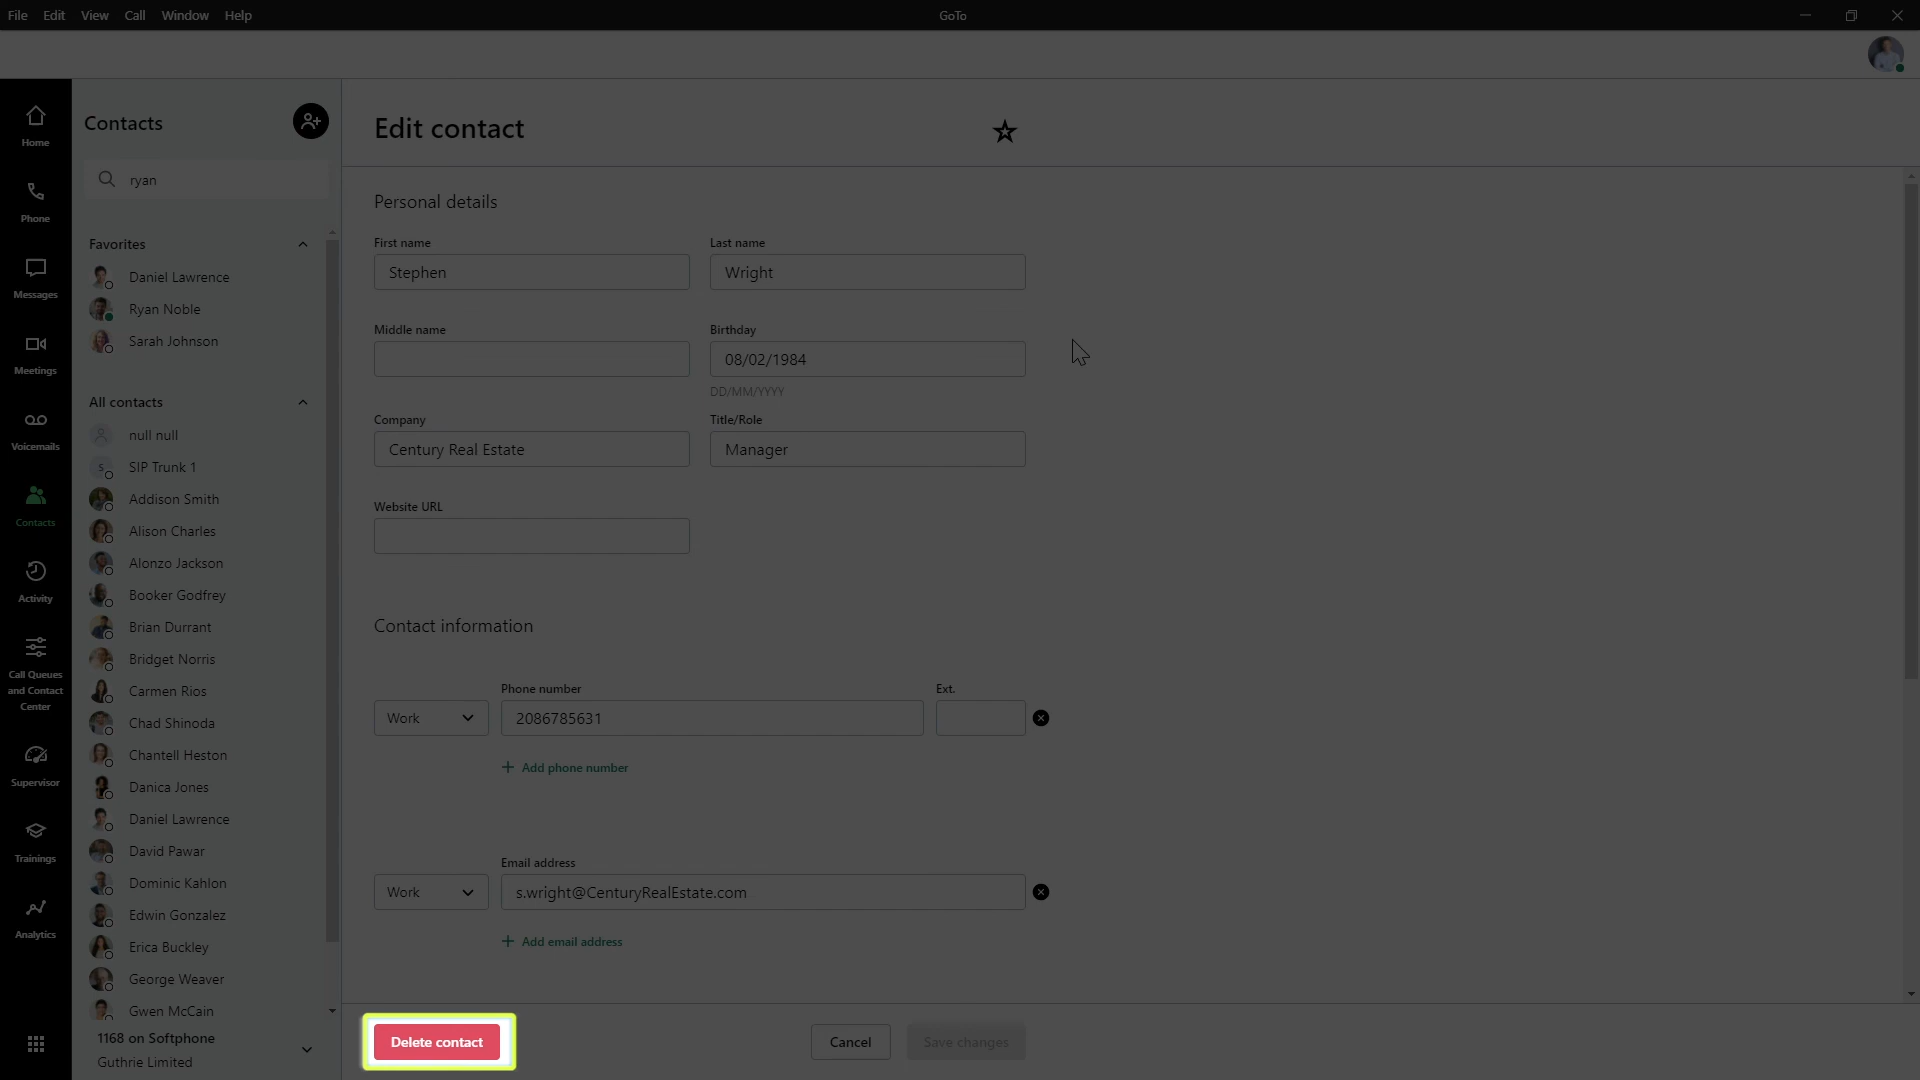 File Edit View Call Window Help
GoTo
Home
Phone
Messages
Meetings
Voicemails
Contacts
Activity
Call Queues
and Contact
Center
Supervisor
Trainings
Analytics
Contacts
ryan
Favorites
Daniel Lawrence
Ryan Noble
Sarah Johnson
All contacts
null null
S
SIP Trunk 1
Addison Smith
Alison Charles
Alonzo Jackson
Booker Godfrey
Brian Durrant
Bridget Norris
Carmen Rios
Chad Shinoda
Chantell Heston
Danica Jones
Daniel Lawrence
David Pawar
Dominic Kahlon
Edwin Gonzalez
Erica Buckley
George Weaver
Gwen McCain
1168 on Softphone
Guthrie Limited
Edit contact
Personal details
First name Last name
Stephen Wright
Middle name Birthday
08/02/1984
DD/MM/YYYY
Company Title/Role
Century Real Estate Manager
Website URL
Contact information
Phone number Ext.
Work 2086785631
Add phone number
Email address
Work s.wright@CenturyRealEstate.com
Add email address
Delete contact Cancel Save changes